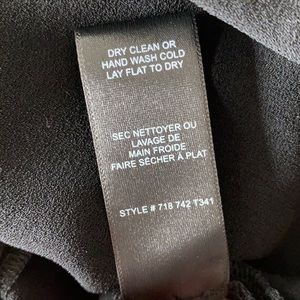 DRY CLEAN OR
HAND WASH COLD
LAY FLAT TO DRY
SEC NETTOYER OU
LAVAGE DE
MAIN FROIDE
FAIRE SÉCHER À PLAT
STYLE # 718 742 T341